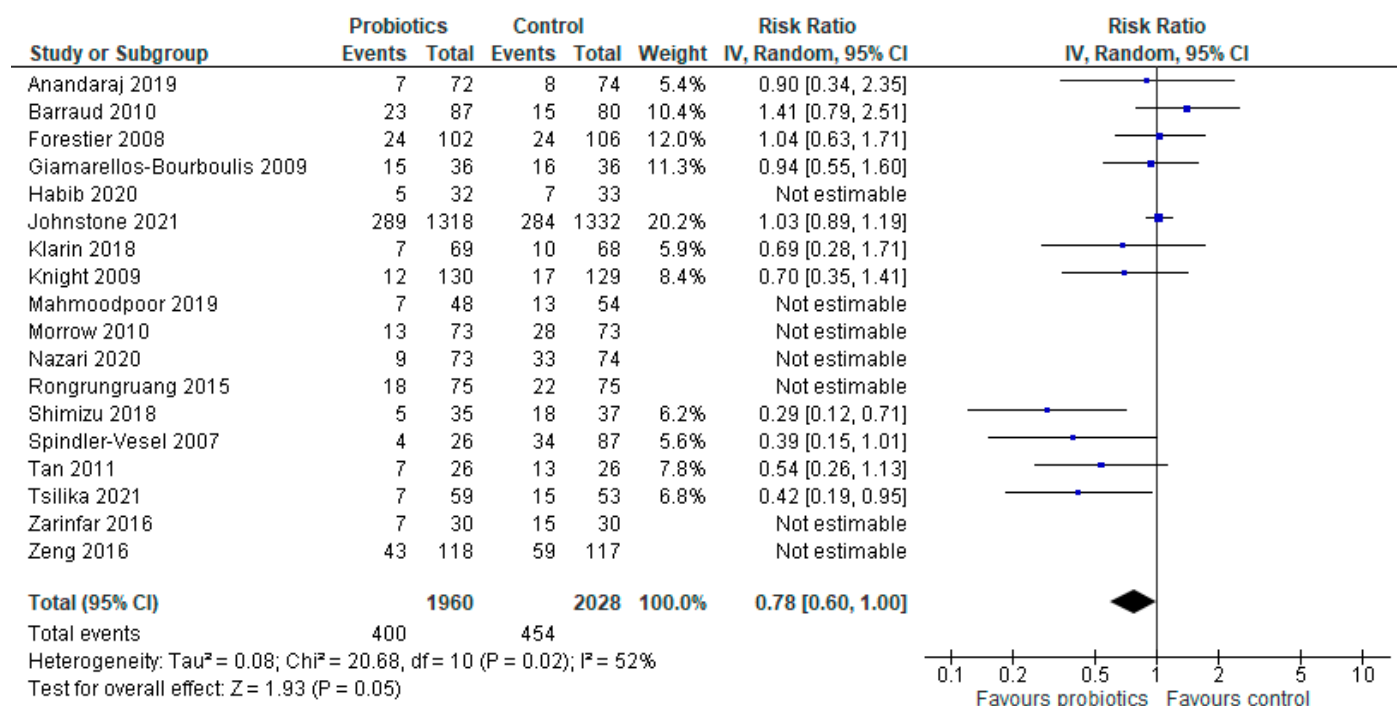 Probiotics Control Risk Ratio Risk Ratio
Study or Subgroup Events Total Events Total Weight IV, Random, 95% CI IV, Random, 95% CI
Anandaraj 2019 7 72 8 74 5.4% 0.90 [0.34, 2.35]
Barraud 2010 23 87 15 80 10.4% 1.41 [0.79, 2.51]
Forestier 2008 24 102 24 106 12.0% 1.04 [0.63, 1.71]
Giamarellos-Bourboulis 2009 15 36 16 36 11.3% 0.94 [0.55, 1.60]
Habib 2020 5 32 7 33 Not estimable
Johnstone 2021 289 1318 284 1332 20.2% 1.03 [0.89, 1.19]
Klarin 2018 7 69 10 68 5.9% 0.69 [0.28, 1.71]
Knight 2009 12 130 17 129 8.4% 0.70 [0.35, 1.41]
Mahmoodpoor 2019 7 48 13 54 Not estimable
Morrow 2010 13 73 28 73 Not estimable
Nazari 2020 9 73 33 74 Not estimable
Rongrungruang 2015 18 75 22 75 Not estimable
Shimizu 2018 5 35 18 37 6.2% 0.29 [0.12, 0.71]
Spindler-Vesel 2007 4 26 34 87 5.6% 0.39 [0.15, 1.01]
Tan 2011 7 26 13 26 7.8% 0.54 [0.26, 1.13]
Tsilika 2021 7 59 15 53 6.8% 0.42 [0.19, 0.95]
Zarinfar 2016 7 30 15 30 Not estimable
Zeng 2016 43 118 59 117 Not estimable
Total (95% CI) 1960 2028 100.0% 0.78 [0.60, 1.00]
Total events 400 454
Heterogeneity: Tau² = 0.08; Chi² = 20.68, df = 10 (P = 0.02); I² = 52%
Test for overall effect: Z = 1.93 (P = 0.05)
0.1 0.2 0.5 1 2 5 10
Favours probiotics Favours control